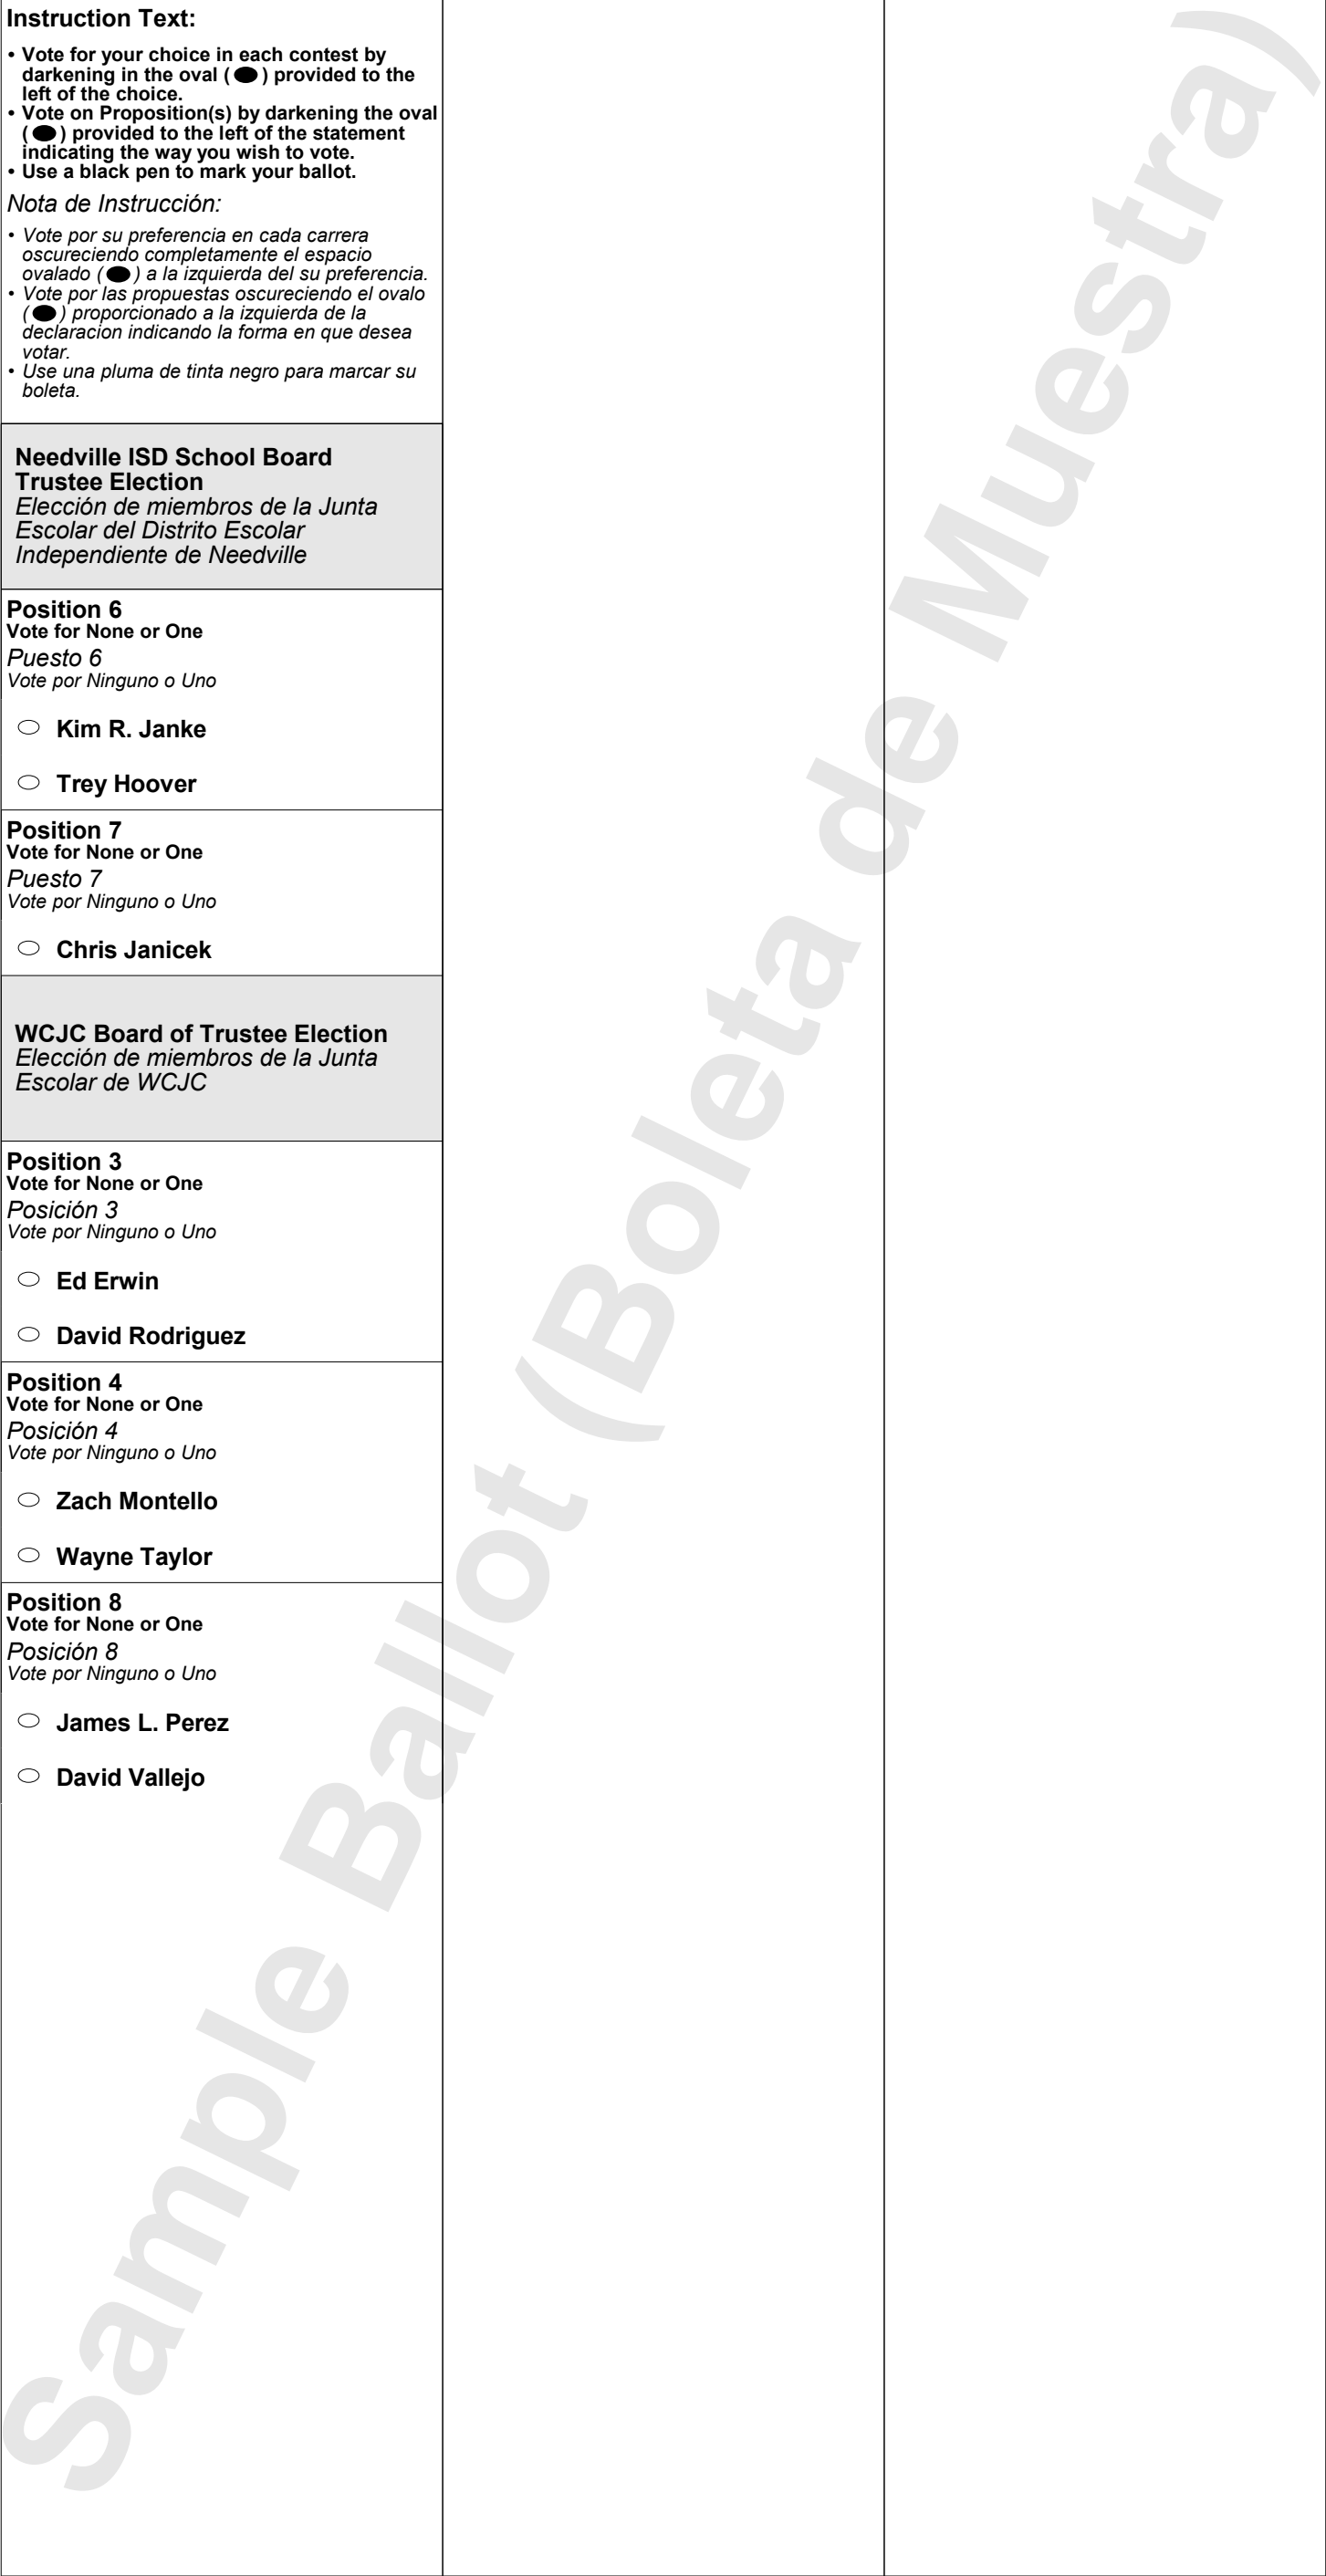 Instruction Text:
• Vote for your choice in each contest by
darkening in the oval ( ) provided to the
left of the choice.
• Vote on Proposition(s) by darkening the oval
( ) provided to the left of the statement
indicating the way you wish to vote.
• Use a black pen to mark your ballot.
Nota de Instrucción:
• Vote por su preferencia en cada carrera
oscureciendo completamente el espacio
ovalado ( ) a la izquierda del su preferencia.
• Vote por las propuestas oscureciendo el ovalo
( ) proporcionado a la izquierda de la
declaracion indicando la forma en que desea
votar.
• Use una pluma de tinta negro para marcar su
boleta.
Needville ISD School Board
Trustee Election
Elección de miembros de la Junta
Escolar del Distrito Escolar
Independiente de Needville
Position 6
Vote for None or One
Puesto 6
Vote por Ninguno o Uno
Kim R. Janke
Trey Hoover
Position 7
Vote for None or One
Puesto 7
Vote por Ninguno o Uno
Chris Janicek
WCJC Board of Trustee Election
Elección de miembros de la Junta
Escolar de WCJC
Position 3
Vote for None or One
Posición 3
Vote por Ninguno o Uno
Ed Erwin
David Rodriguez
Position 4
Vote for None or One
Posición 4
Vote por Ninguno o Uno
Zach Montello
Wayne Taylor
Position 8
Vote for None or One
Posición 8
Vote por Ninguno o Uno
James L. Perez
David Vallejo
Sample Ballot (Boleta de Muestra)